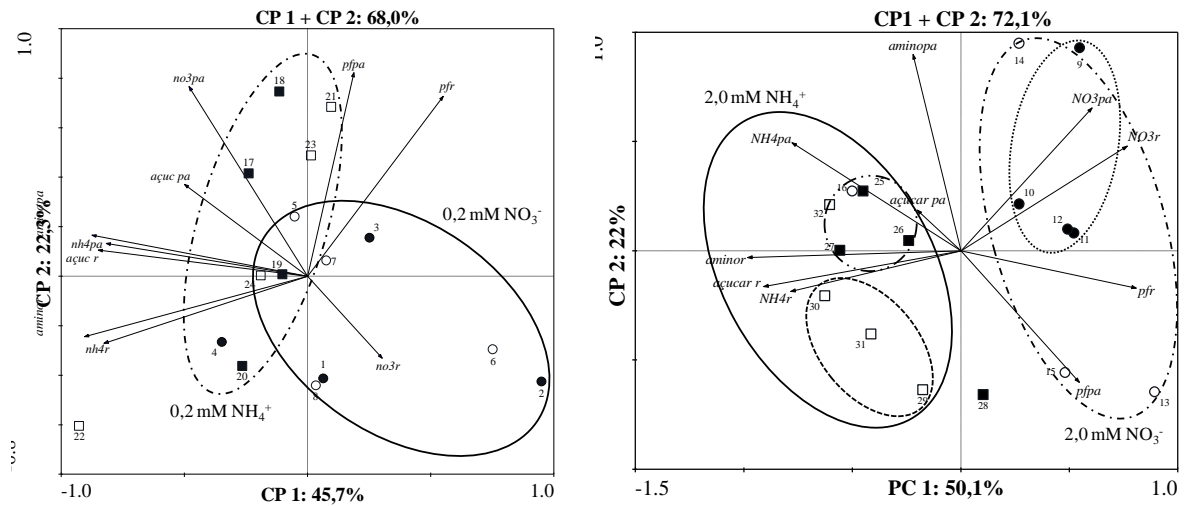 CP 1 + CP 2: 68,0%
1.0
no3pa
18
pfpa
21
pfr
23
17
açuc pa
5
3
0,2 mM NO₃⁻
nh4pa
açuc r
CP 2: 22,3%
19
24
7
nh4r
4
20
1
8
no3r
6
2
0,2 mM NH₄⁺
22
-1.0
CP 1: 45,7%
1.0
CP1 + CP 2: 72,1%
1.0
aminopa
14
9
2,0 mM NH₄⁺
NO3pa
NH4pa
NO3r
16
25
açucar pa
32
10
26
12
11
27
aminor
açucar r
NH4r
pfr
30
31
CP 2: 22%
29
28
15
pfpa
13
2,0 mM NO₃⁻
-1.5
PC 1: 50,1%
1.0